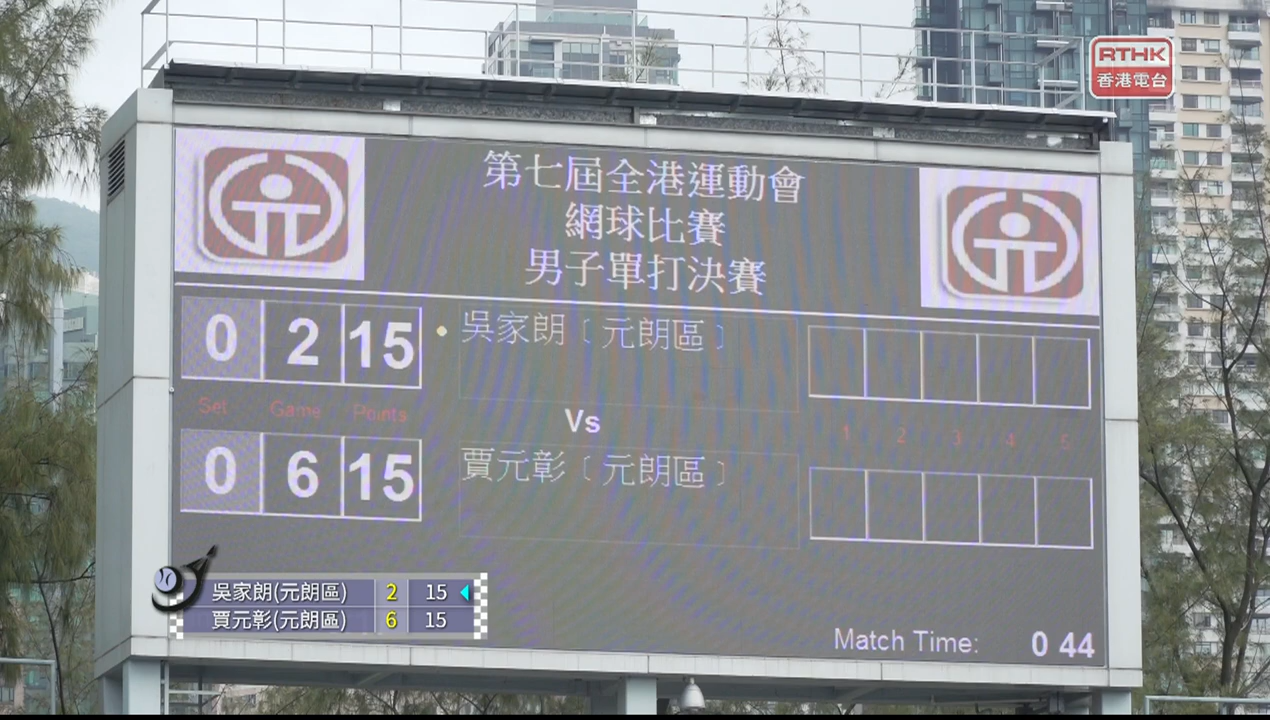 RTHK
香港電台
第七屆全港運動會
網球比賽
男子單打決賽
0 2 15 吳家朗﹝元朗區﹞
Set Game Points
Vs
1 2 3 4 5
0 6 15 賈元彰﹝元朗區﹞
吳家朗(元朗區) 2 15
賈元彰(元朗區) 6 15
Match Time: 0 44